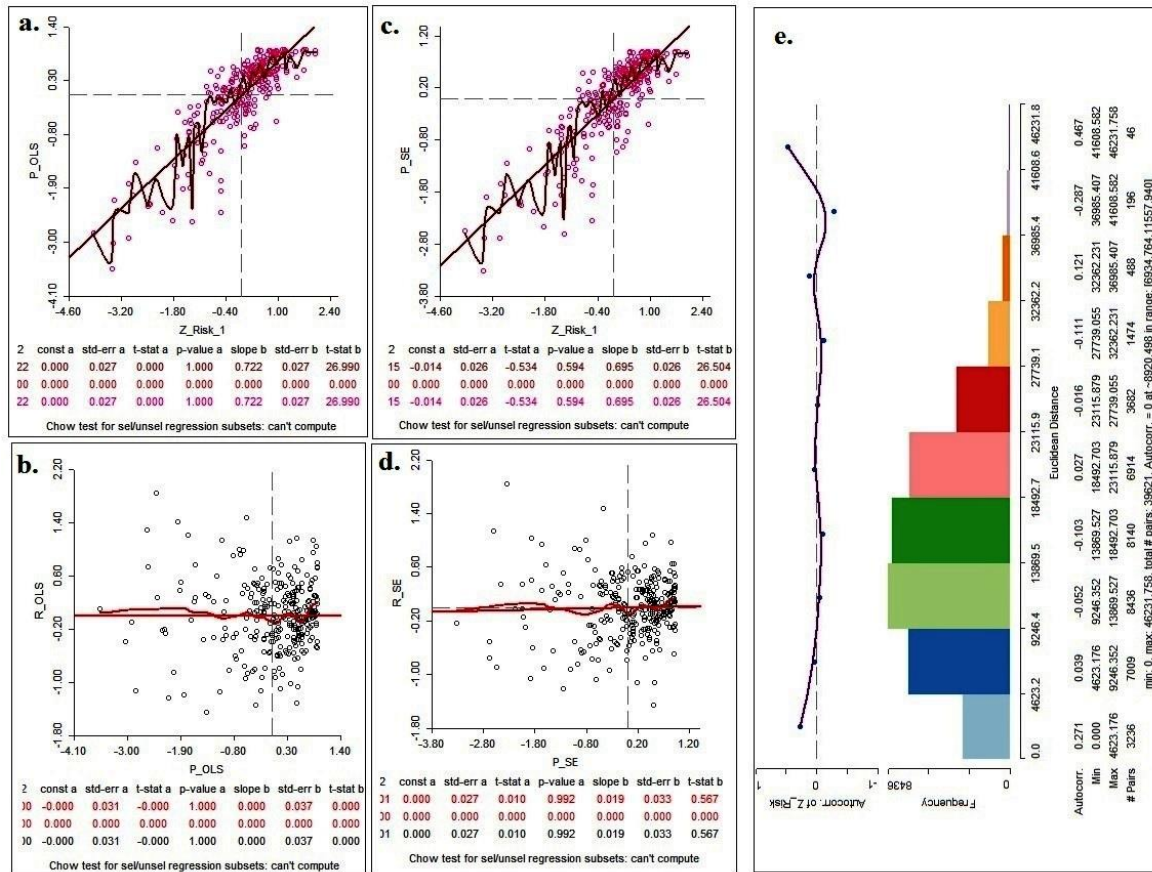 a.
1.40
0.30
-0.80
-1.90
-3.00
-4.10
P_OLS
-4.60 -3.20 -1.80 -0.40 1.00 2.40
Z_Risk_1
2 const a std-err a t-stat a p-value a slope b std-err b t-stat b
22 0.000 0.027 0.000 1.000 0.722 0.027 26.990
00 0.000 0.000 0.000 0.000 0.000 0.000 0.000
22 0.000 0.027 0.000 1.000 0.722 0.027 26.990
Chow test for sel/unsel regression subsets: can't compute
b.
2.20
1.40
0.60
-0.20
-1.00
-1.80
R_OLS
-4.10 -3.00 -1.90 -0.80 0.30 1.40
P_OLS
2 const a std-err a t-stat a p-value a slope b std-err b t-stat b
00 -0.000 0.031 -0.000 1.000 0.000 0.037 0.000
00 0.000 0.000 0.000 0.000 0.000 0.000 0.000
00 -0.000 0.031 -0.000 1.000 0.000 0.037 0.000
Chow test for sel/unsel regression subsets: can't compute
c.
1.20
0.20
-0.80
-1.80
-2.80
-3.80
P_SE
-4.60 -3.20 -1.80 -0.40 1.00 2.40
Z_Risk_1
2 const a std-err a t-stat a p-value a slope b std-err b t-stat b
15 -0.014 0.026 -0.534 0.594 0.695 0.026 26.504
00 0.000 0.000 0.000 0.000 0.000 0.000 0.000
15 -0.014 0.026 -0.534 0.594 0.695 0.026 26.504
Chow test for sel/unsel regression subsets: can't compute
d.
2.20
1.40
0.60
-0.20
-1.00
-1.80
R_SE
-3.80 -2.80 -1.80 -0.80 0.20 1.20
P_SE
2 const a std-err a t-stat a p-value a slope b std-err b t-stat b
01 0.000 0.027 0.010 0.992 0.019 0.033 0.567
00 0.000 0.000 0.000 0.000 0.000 0.000 0.000
01 0.000 0.027 0.010 0.992 0.019 0.033 0.567
Chow test for sel/unsel regression subsets: can't compute
e.
1 0 -1
Autocorr. of Z_Risk
8436 0
Frequency
0.0 4623.2 9246.4 13869.5 18492.7 23115.9 27739.1 32362.2 36985.4 41608.6 46231.8
Euclidean Distance
Autocorr. 0.271 0.039 -0.052 -0.103 0.027 -0.016 -0.111 0.121 -0.287 0.467
Min 0.000 4623.176 9246.352 13869.527 18492.703 23115.879 27739.055 32362.231 36985.407 41608.582
Max 4623.176 9246.352 13869.527 18492.703 23115.879 27739.055 32362.231 36985.407 41608.582 46231.758
# Pairs 3236 7009 8436 8140 6914 3682 1474 488 196 46
min: 0, max: 46231.758, total # pairs: 39621, Autocorr. = 0 at ~8920.498 in range: [6934.764,11557.940]